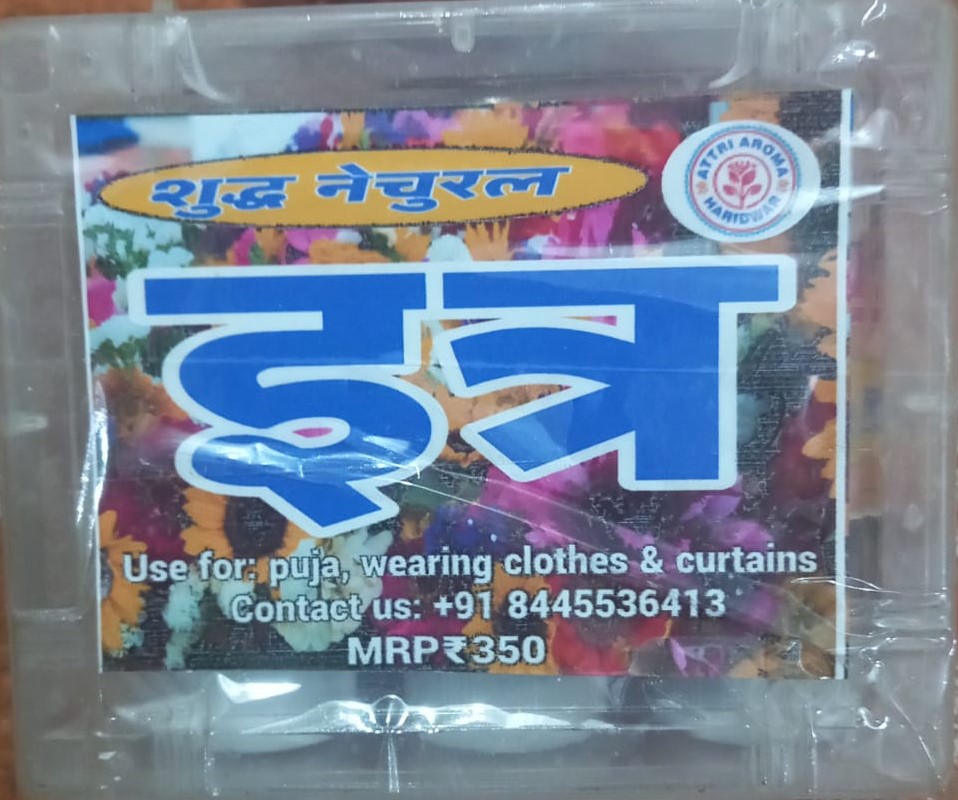 शुद्ध नेचुरल
ATTRI AROMA
HARIDWAR
इत्र
Use for: puja, wearing clothes & curtains
Contact us: +91 8445536413
MRP₹350